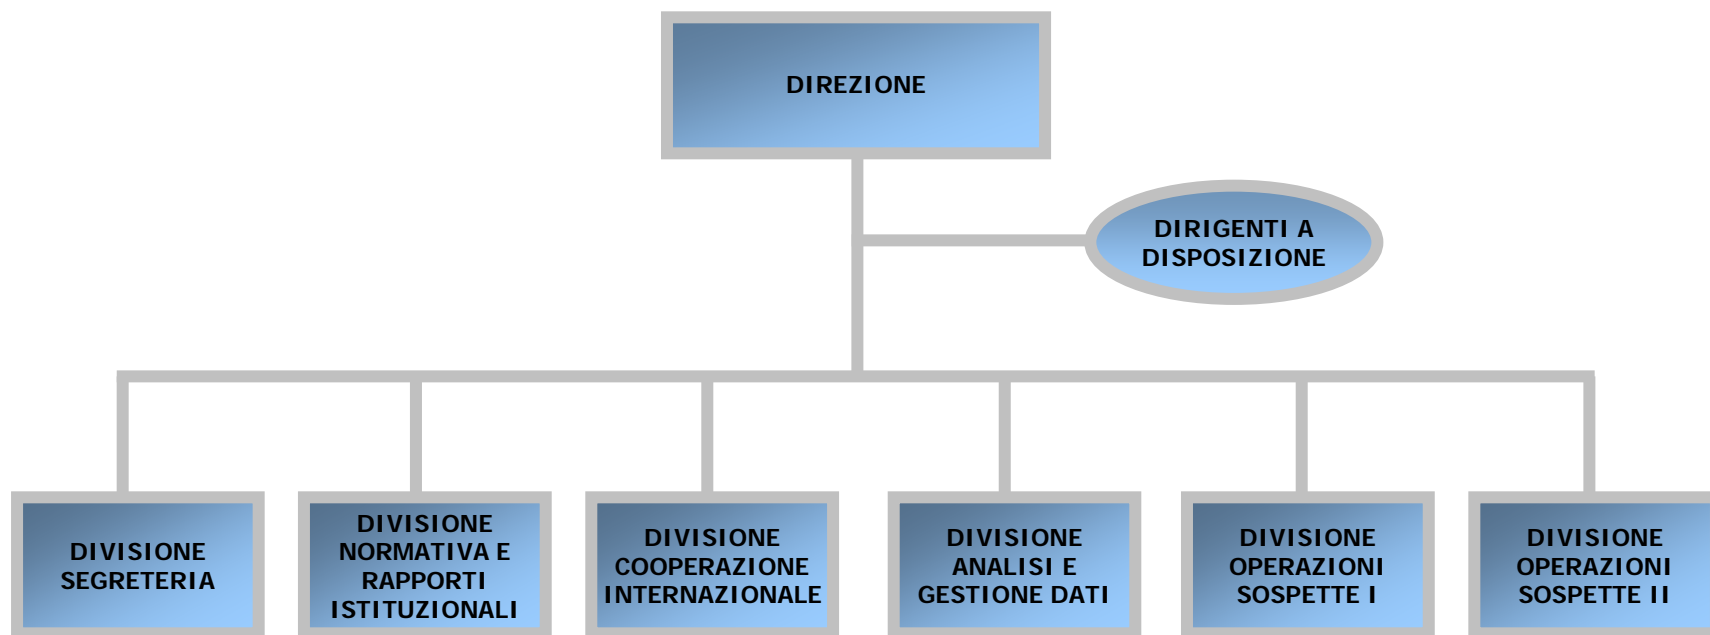 DIREZIONE
DIRIGENTI A
DISPOSIZIONE
DIVISIONE
SEGRETERIA
DIVISIONE
NORMATIVA E
RAPPORTI
ISTITUZIONALI
DIVISIONE
COOPERAZIONE
INTERNAZIONALE
DIVISIONE
ANALISI E
GESTIONE DATI
DIVISIONE
OPERAZIONI
SOSPETTE I
DIVISIONE
OPERAZIONI
SOSPETTE II